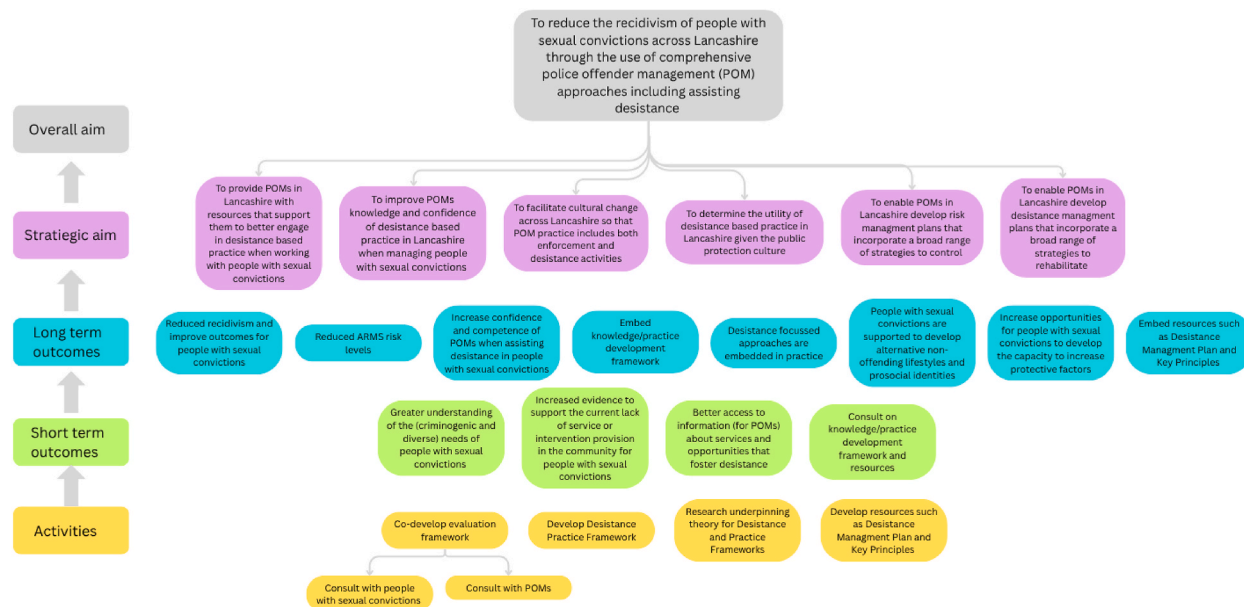 To reduce the recidivism of people with
sexual convictions across Lancashire
through the use of comprehensive
police offender management (POM)
approaches including assisting
desistance
Overall aim
Stratiegic aim
To provide POMs in
Lancashire with
resources that support
them to better engage
in desistance based
practice when working
with people with sexual
convictions
To improve POMs
knowledge and confidence
of desistance based
practice in Lancashire
when managing people
with sexual convictions
To facilitate cultural change
across Lancashire so that
POM practice includes both
enforcement and
desistance activities
To determine the utility of
desistance based practice in
Lancashire given the public
protection culture
To enable POMs in
Lancashire develop risk
managment plans that
incorporate a broad range
of strategies to control
To enable POMs in
Lancashire develop
desistance managment
plans that incorporate a
broad range of
strategies to
rehabilitate
Long term
outcomes
Reduced recidivism and
improve outcomes for
people with sexual
convictions
Reduced ARMS risk
levels
Increase confidence
and competence of
POMs when assisting
desistance in people
with sexual convictions
Embed
knowledge/practice
development framework
Desistance focussed
approaches are
embedded in practice
People with sexual
convictions are
supported to develop
alternative non-
offending lifestyles and
prosocial identities
Increase opportunities
for people with sexual
convictions to develop
the capacity to increase
protective factors
Embed resources such
as Desistance
Managment Plan and
Key Principles
Short term
outcomes
Greater understanding
of the (criminogenic and
diverse) needs of
people with sexual
convictions
Increased evidence to
support the current lack
of service or
intervention provision
in the community for
people with sexual
convictions
Better access to
information (for POMs)
about services and
opportunities that
foster desistance
Consult on
knowledge/practice
development
framework and
resources
Activities
Co-develop evaluation
framework
Develop Desistance
Practice Framework
Research underpinning
theory for Desistance
and Practice
Frameworks
Develop resources such
as Desistance
Managment Plan and
Key Principles
Consult with people
with sexual convictions
Consult with POMs